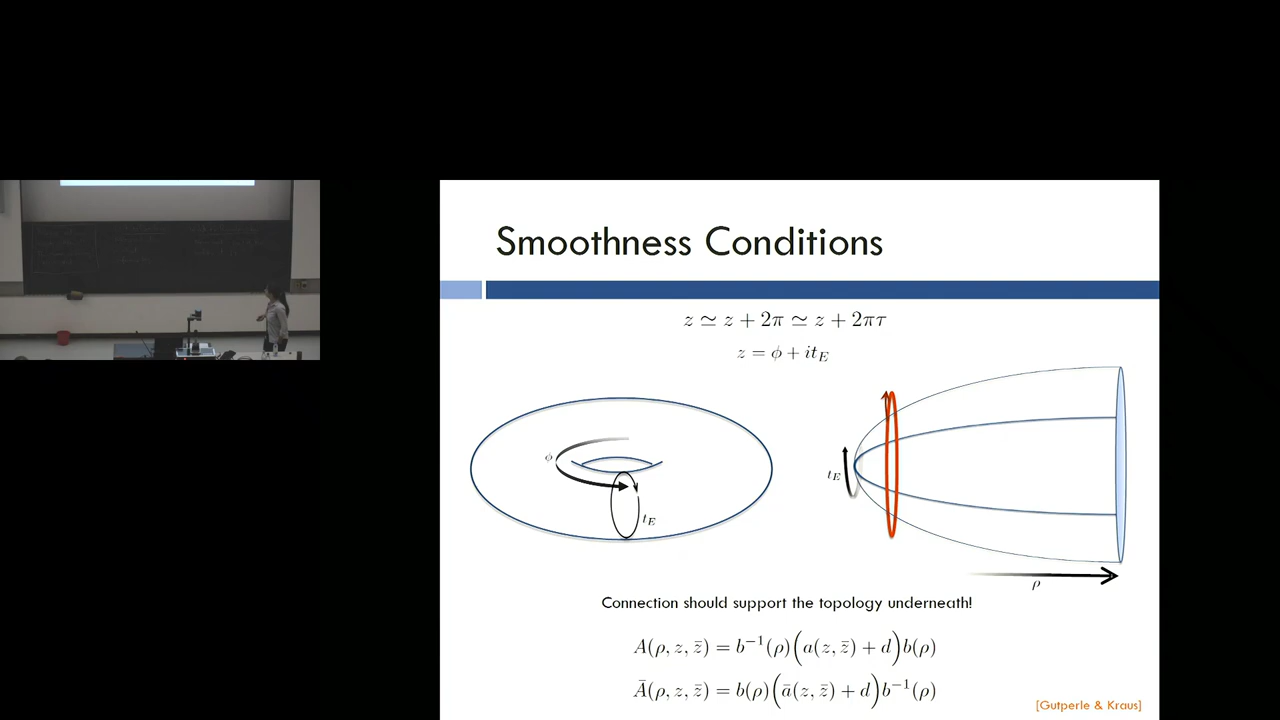 Smoothness Conditions
z ≃ z + 2π ≃ z + 2πτ
z = ϕ + it_E
ϕ
t_E
t_E
ρ
Connection should support the topology underneath!
A(ρ, z, z̄) = b⁻¹(ρ)(a(z, z̄) + d)b(ρ)
Ā(ρ, z, z̄) = b(ρ)(ā(z, z̄) + d)b⁻¹(ρ)
[Gutperle & Kraus]